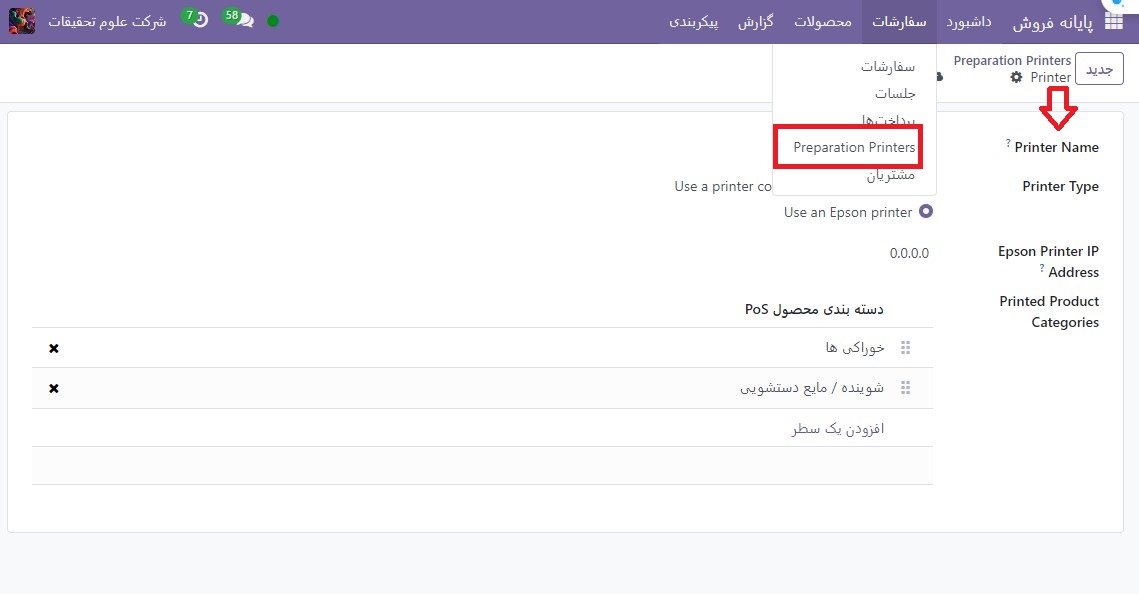 پایانه فروش
داشبورد
سفارشات
محصولات
گزارش
پیکربندی
58
7
شرکت علوم تحقیقات
جدید
Preparation Printers
Printer
سفارشات
جلسات
پرداخت‌ها
Preparation Printers
مشتریان
Printer Name ?
Printer Type
Use a printer co
Use an Epson printer
Epson Printer IP
Address ?
0.0.0.0
Printed Product
Categories
دسته بندی محصول PoS
خوراکی ها
شوینده / مایع دستشویی
افزودن یک سطر